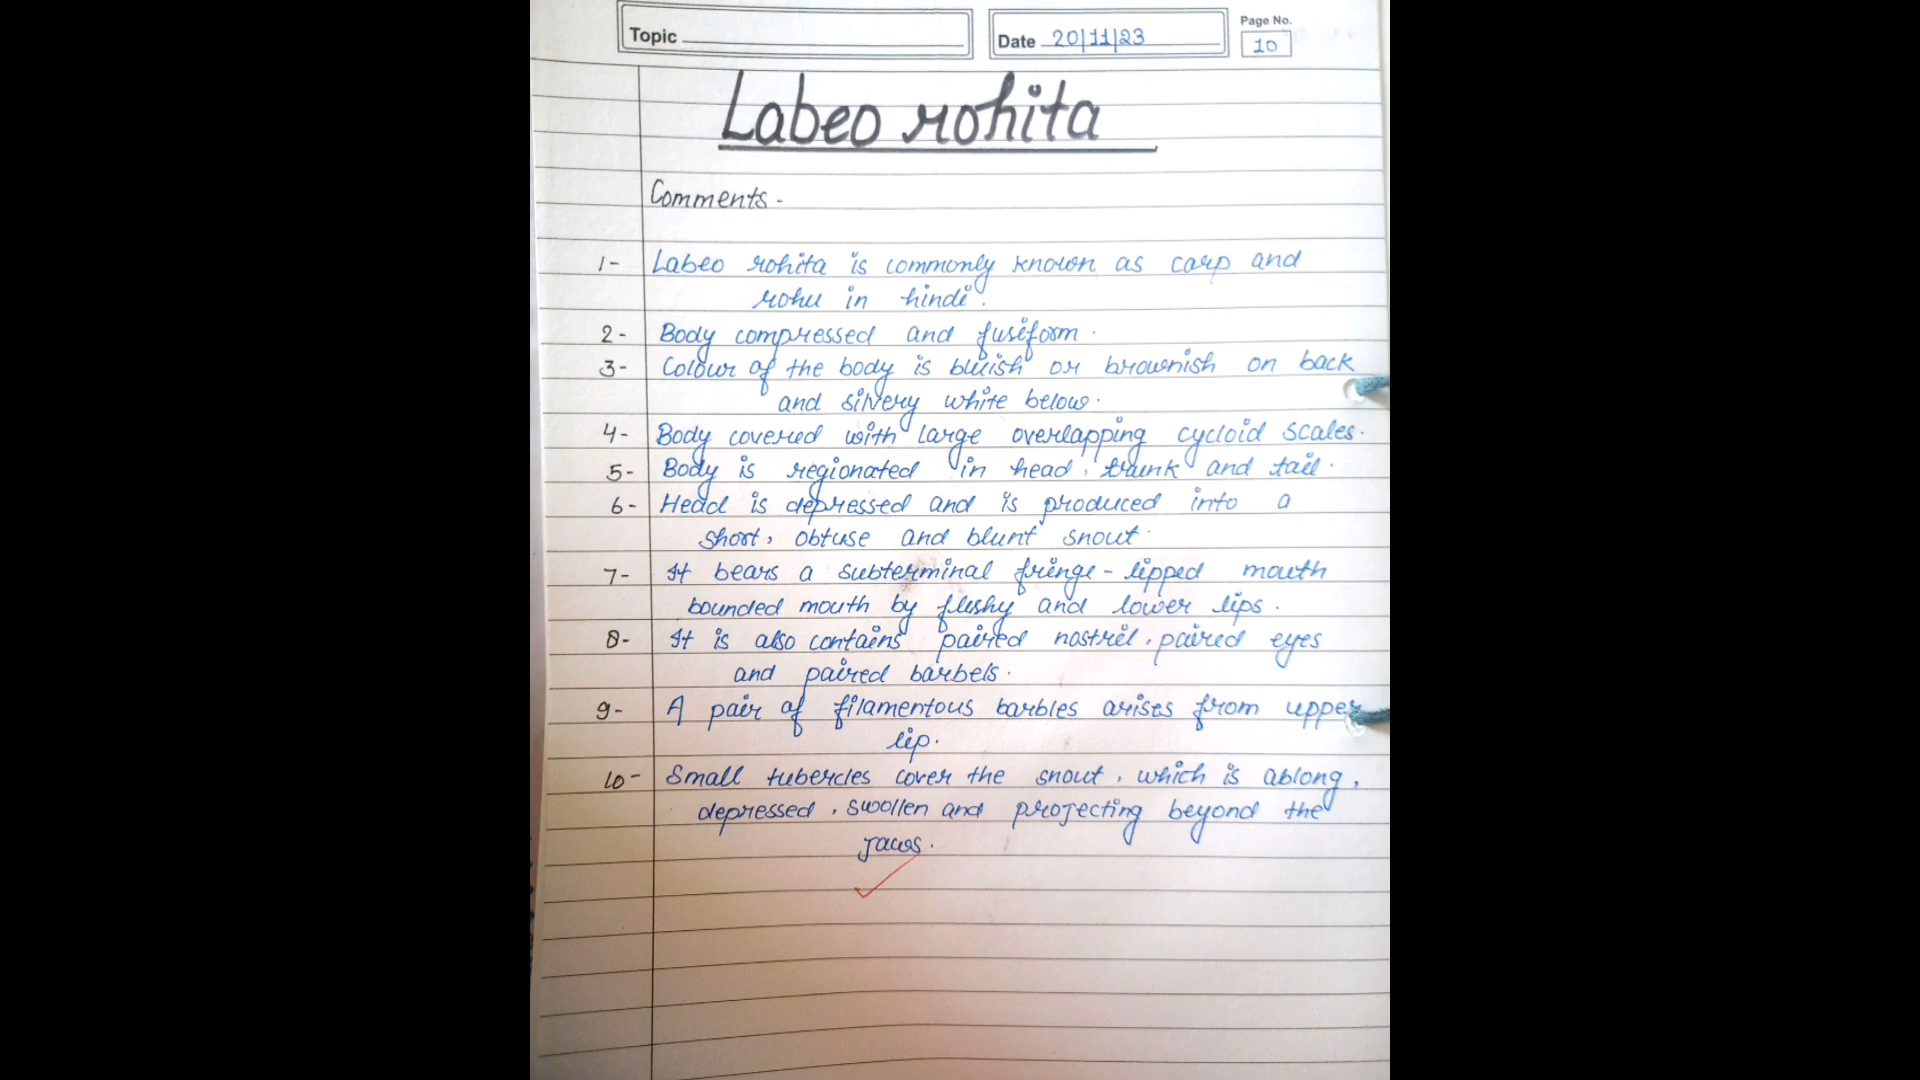 Topic
Date 20/11/23
Page No.
10
Labeo rohita
Comments -
1- Labeo rohita is commonly known as carp and
rohu in hindi.
2- Body compressed and fusiform.
3- Colour of the body is bluish or brownish on back
and silvery white below.
4- Body covered with large overlapping cycloid scales.
5- Body is regionated in head, trunk and tail.
6- Head is depressed and is produced into a
short, obtuse and blunt snout.
7- It bears a subterminal fringe-lipped mouth
bounded mouth by fleshy and lower lips.
8- It is also contains paired nostril, paired eyes
and paired barbels.
9- A pair of filamentous barbles arises from upper
lip.
10- Small tubercles cover the snout, which is ablong,
depressed, swollen and projecting beyond the
jaws.